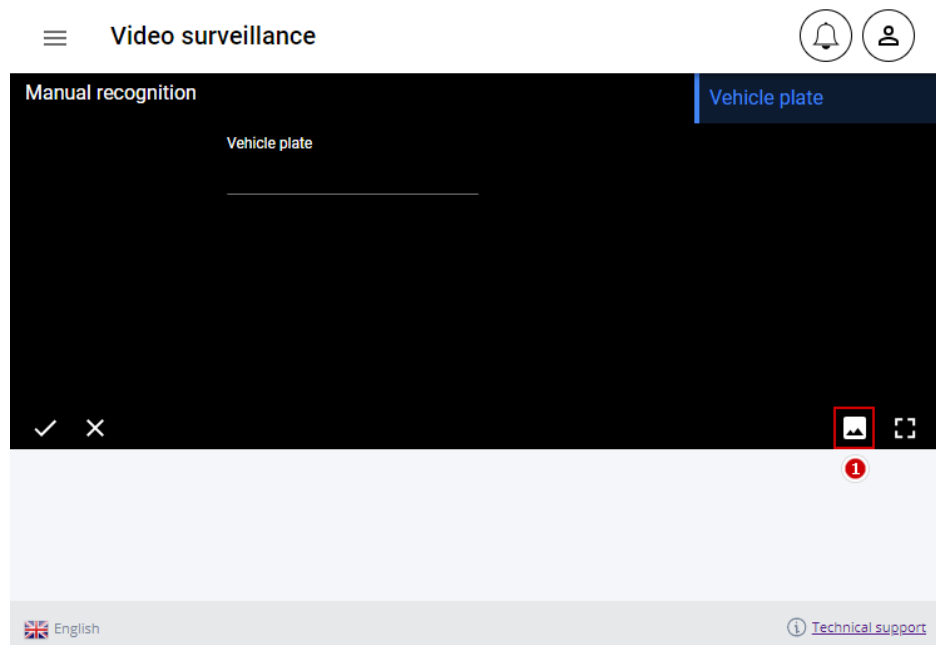 Video surveillance
Manual recognition
Vehicle plate
Vehicle plate
1
English
Technical support